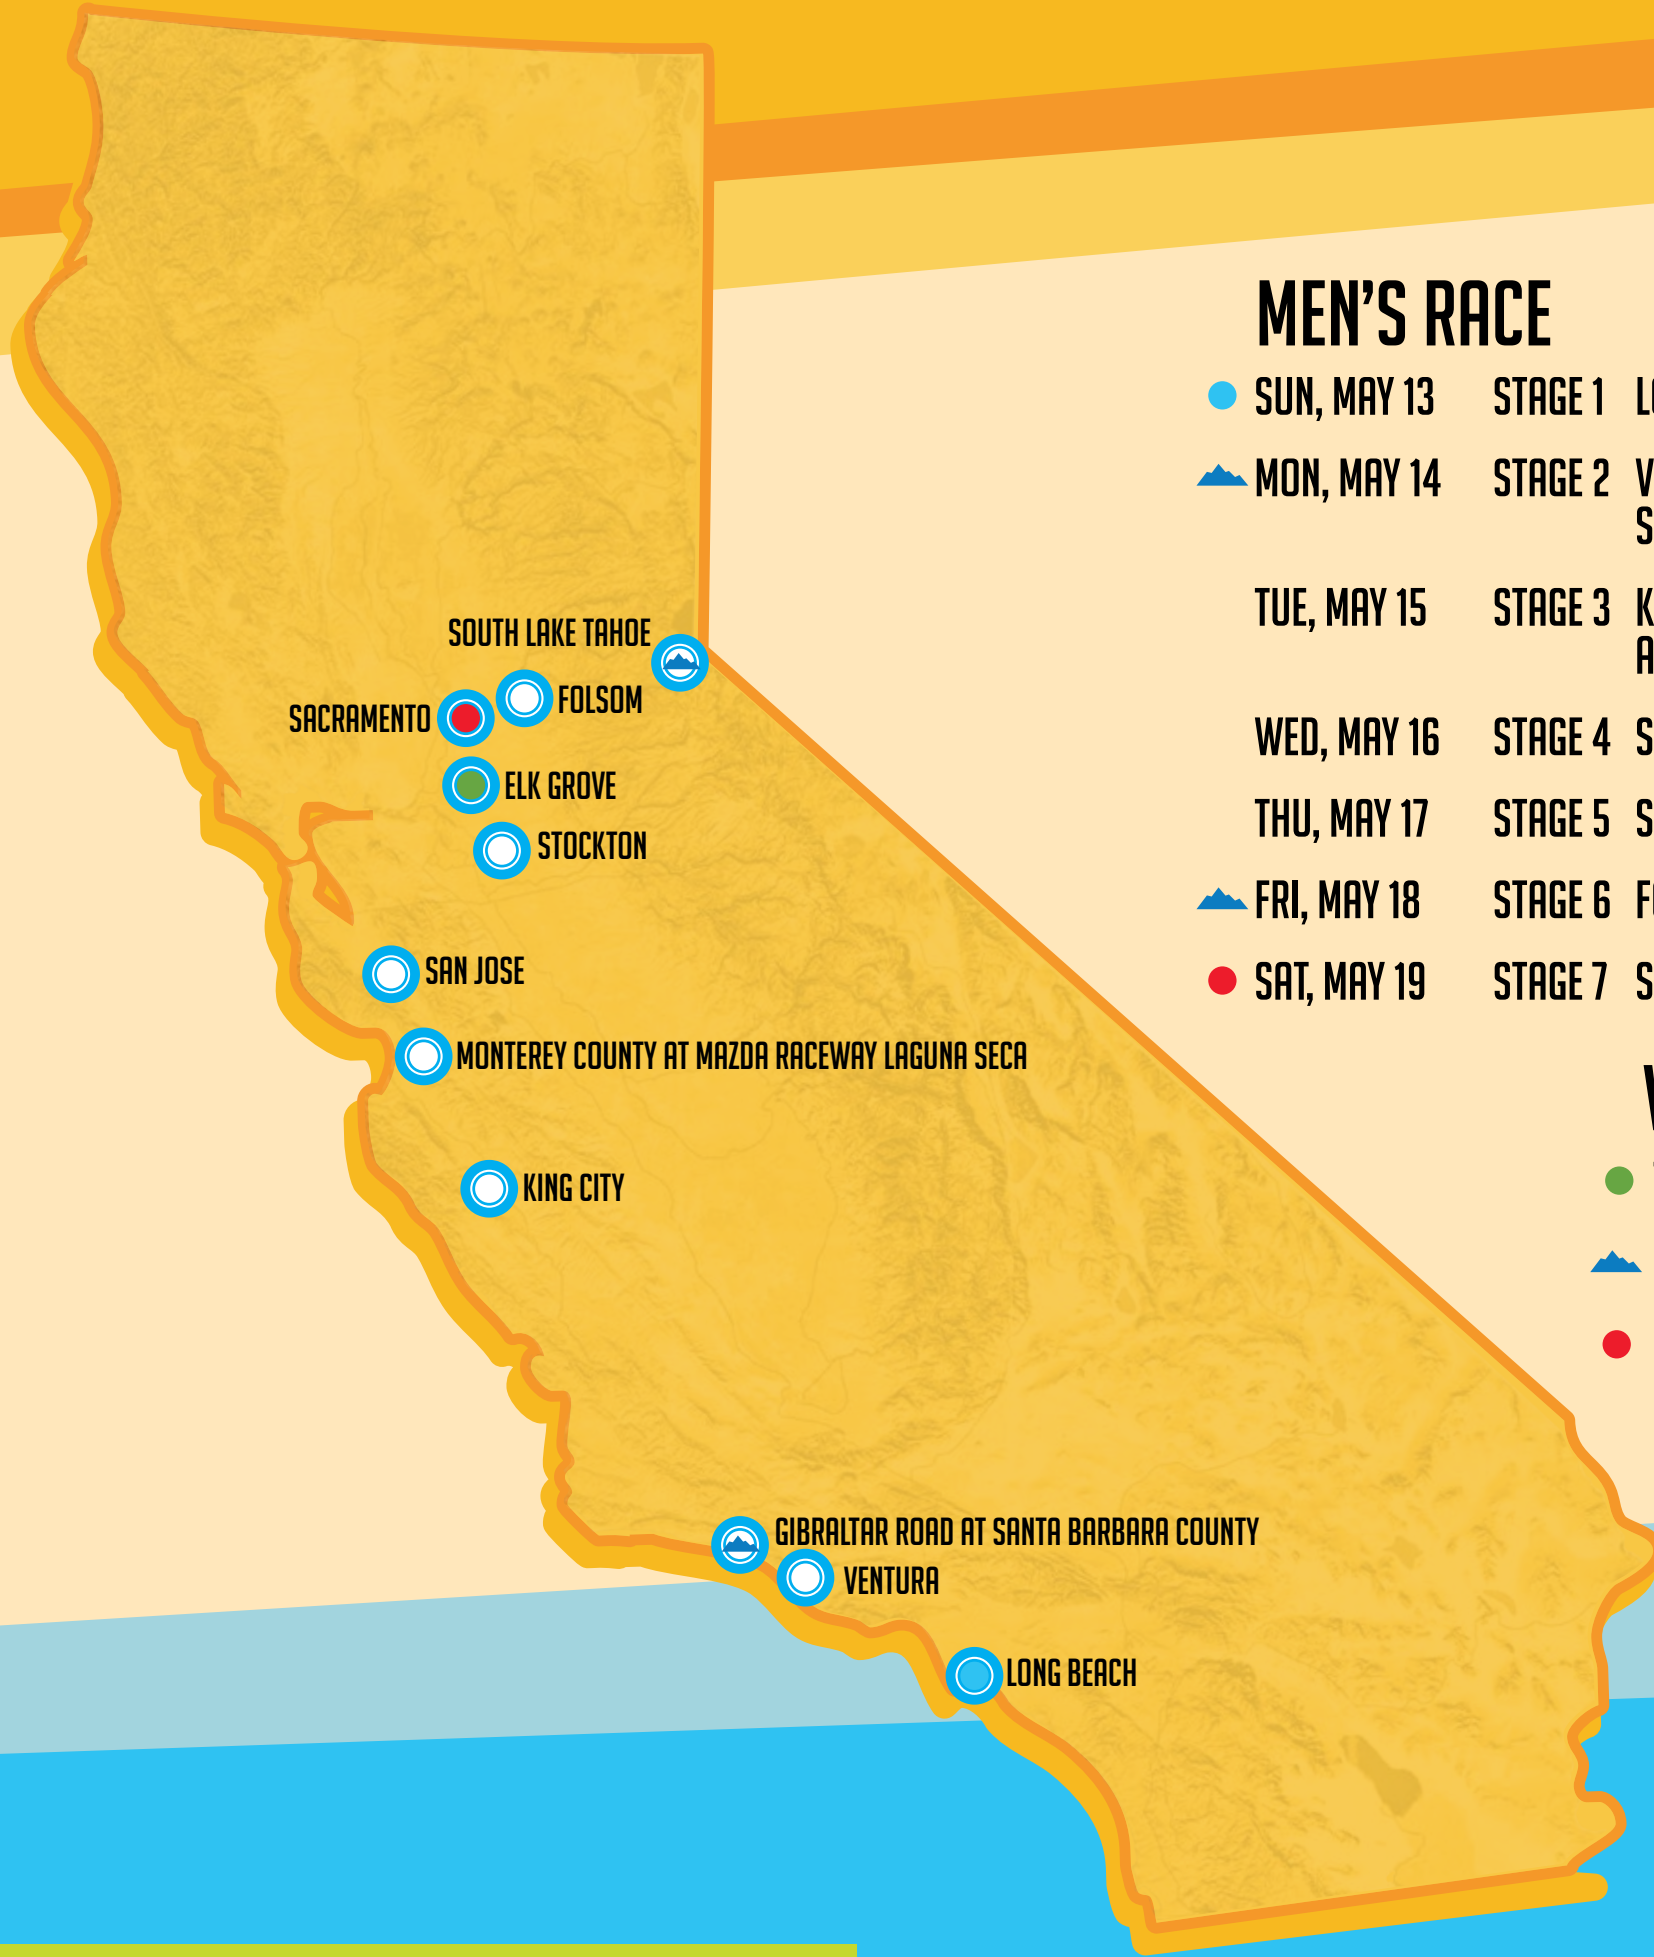 MEN'S RACE
SUN, MAY 13 STAGE 1
MON, MAY 14 STAGE 2
TUE, MAY 15 STAGE 3
WED, MAY 16 STAGE 4
THU, MAY 17 STAGE 5
FRI, MAY 18 STAGE 6
SAT, MAY 19 STAGE 7
SOUTH LAKE TAHOE
FOLSOM
SACRAMENTO
ELK GROVE
STOCKTON
SAN JOSE
MONTEREY COUNTY AT MAZDA RACEWAY LAGUNA SECA
KING CITY
GIBRALTAR ROAD AT SANTA BARBARA COUNTY
VENTURA
LONG BEACH